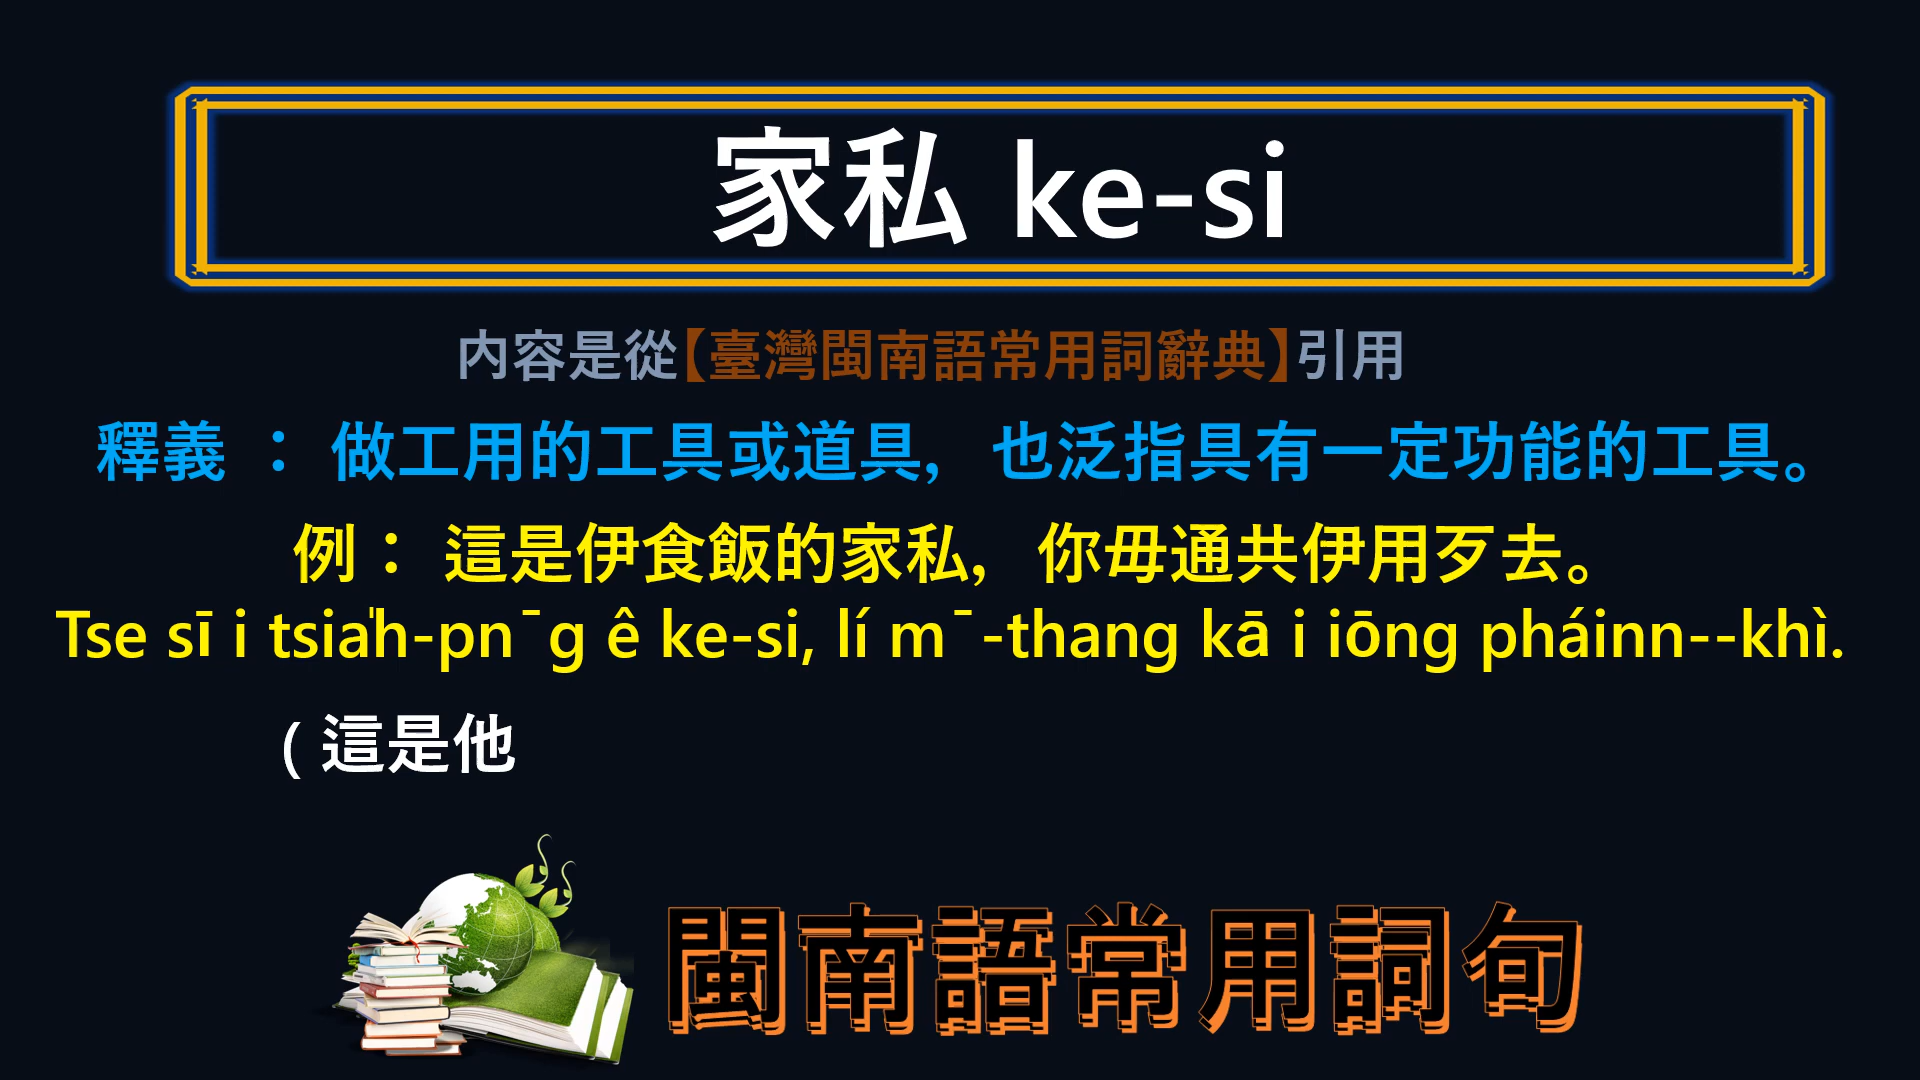 家私 ke-si
內容是從【臺灣閩南語常用詞辭典】引用
釋義 : 做工用的工具或道具, 也泛指具有一定功能的工具。
例: 這是伊食飯的家私, 你毋通共伊用歹去。
Tse sī i tsia̍h-pn¯g ê ke-si, lí m¯-thang kā i iōng pháinn--khì.
( 這是他
閩南語常用詞句